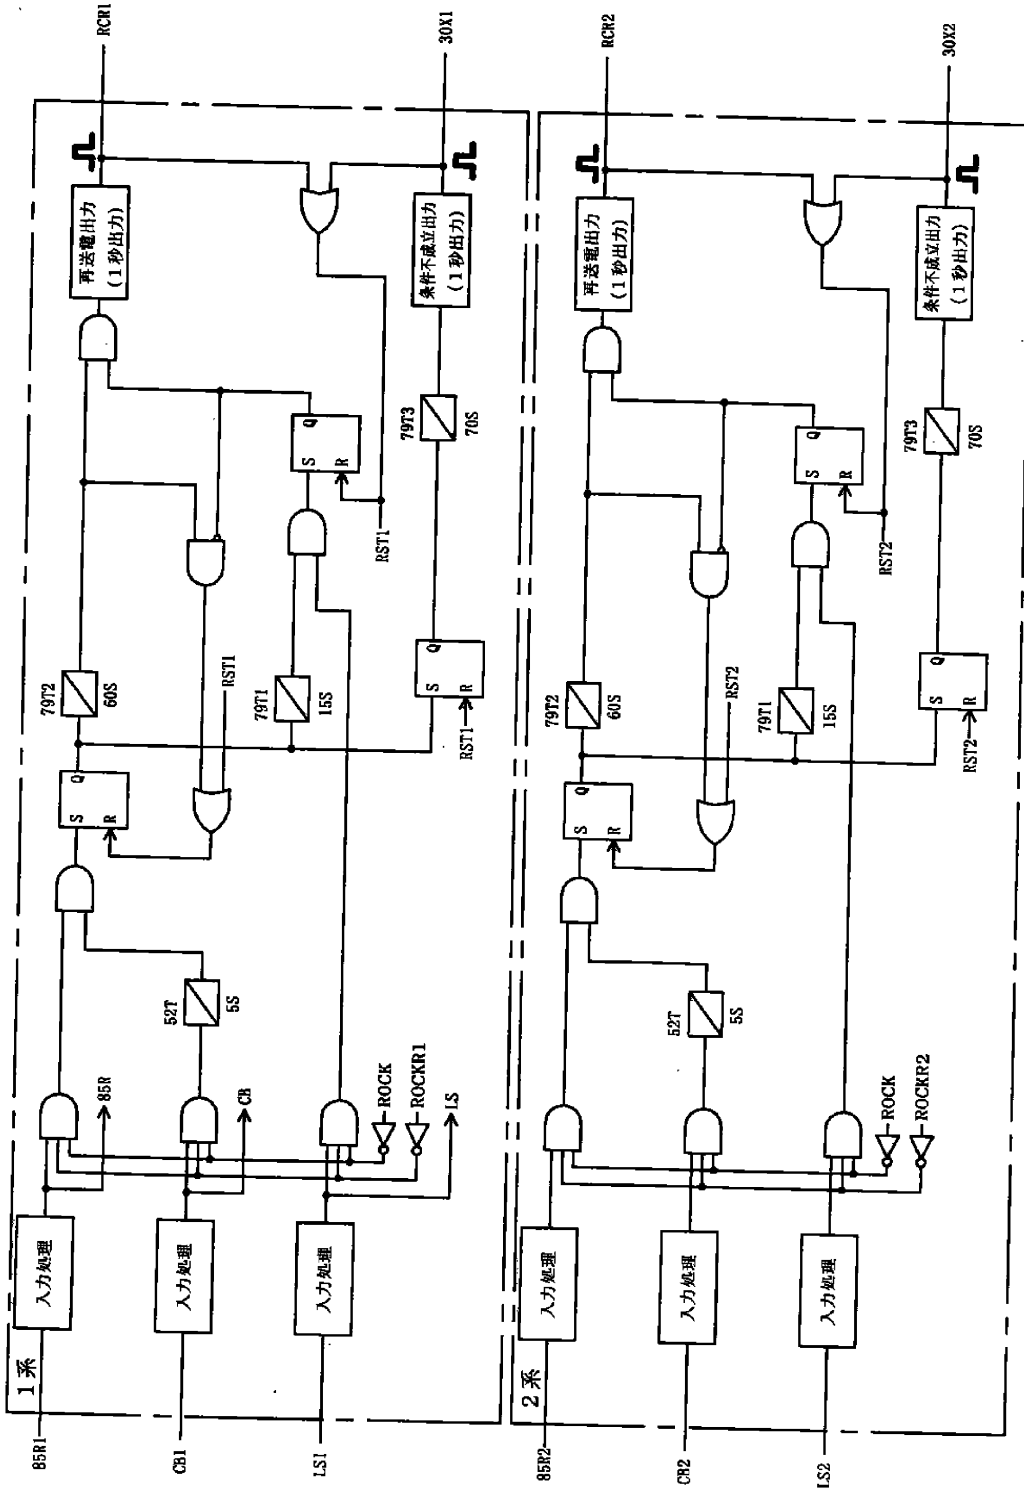 1系
85R1
入力処理
85R
CB1
入力処理
CB
LS1
入力処理
LS
ROCK
ROCKR1
52T
5S
S
Q
R
RST1
79T2
60S
79T1
15S
S
Q
R
RST1
S
Q
R
RST1
79T3
70S
再送電出力
(1秒出力)
RCR1
条件不成立出力
(1秒出力)
30X1
2系
85R2
入力処理
CB2
入力処理
LS2
入力処理
ROCK
ROCKR2
52T
5S
S
Q
R
RST2
79T2
60S
79T1
15S
S
Q
R
RST2
S
Q
R
RST2
79T3
70S
再送電出力
(1秒出力)
RCR2
条件不成立出力
(1秒出力)
30X2